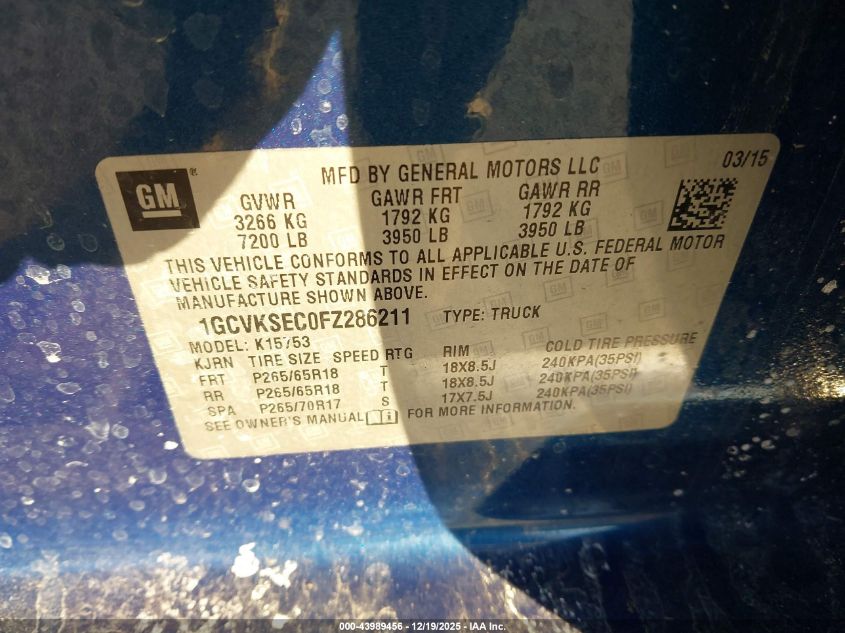 GM ®
MFD BY GENERAL MOTORS LLC
03/15
GVWR GAWR FRT GAWR RR
3266 KG 1792 KG 1792 KG
7200 LB 3950 LB 3950 LB
THIS VEHICLE CONFORMS TO ALL APPLICABLE U.S. FEDERAL MOTOR
VEHICLE SAFETY STANDARDS IN EFFECT ON THE DATE OF
MANUFACTURE SHOWN ABOVE.
1GCVKSEC0FZ286211 TYPE: TRUCK
MODEL: K15753
KJRN TIRE SIZE SPEED RTG RIM COLD TIRE PRESSURE
FRT P265/65R18 T 18X8.5J 240KPA(35PSI)
RR P265/65R18 T 18X8.5J 240KPA(35PSI)
SPA P265/70R17 S 17X7.5J 240KPA(35PSI)
SEE OWNER'S MANUAL FOR MORE INFORMATION.
000-43989456 - 12/19/2025 - IAA Inc.